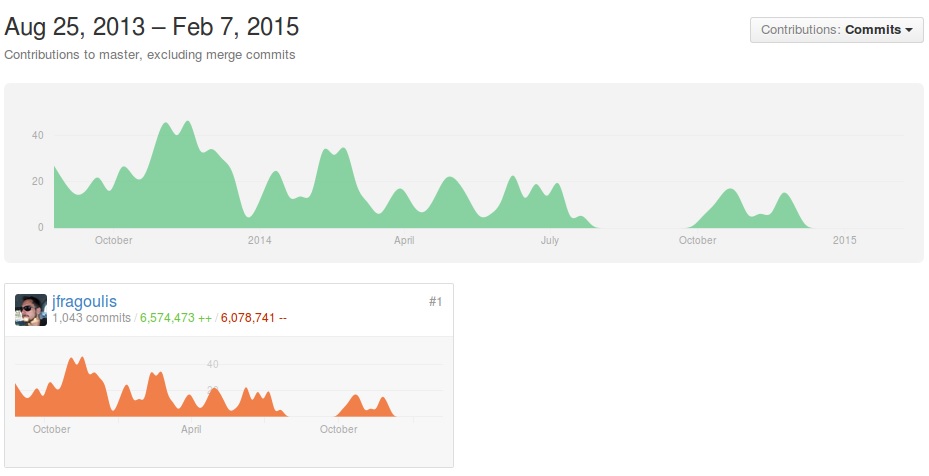 Aug 25, 2013 – Feb 7, 2015
Contributions: Commits
Contributions to master, excluding merge commits
40
20
0
October 2014 April July October 2015
jfragoulis #1
1,043 commits / 6,574,473 ++ / 6,078,741 --
40
20
October April October